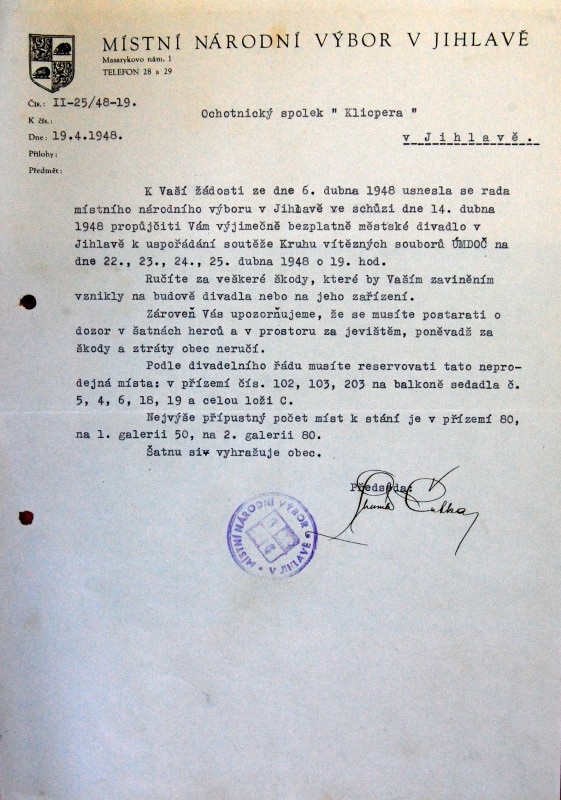 MÍSTNÍ NÁRODNÍ VÝBOR V JIHLAVĚ
Masarykovo nám. 1
TELEFON 28 a 29
Čís.: II-25/48-19.
K čís.:
Dne: 19.4.1948.
Přílohy:
Předmět:
Ochotnický spolek " Klicpera "
v Jihlavě.
K Vaší žádosti ze dne 6. dubna 1948 usnesla se rada
místního národního výboru v Jihlavě ve schůzi dne 14. dubna
1948 propůjčiti Vám výjimečně bezplatně městské divadlo v
Jihlavě k uspořádání soutěže Kruhu vítězných souborů ÚMDOČ na
dne 22., 23., 24., 25. dubna 1948 o 19. hod.
Ručíte za veškeré škody, které by Vaším zaviněním
vznikly na budově divadla nebo na jeho zařízení.
Zároveň Vás upozorňujeme, že se musíte postarati o
dozor v šatnách herců a v prostoru za jevištěm, poněvadž za
škody a ztráty obec neručí.
Podle divadelního řádu musíte reservovati tato nepro-
dejná místa: v přízemí čís. 102, 103, 203 na balkoně sedadla č.
5, 4, 6, 18, 19 a celou loži C.
Nejvýše přípustný počet míst k stání je v přízemí 80,
na 1. galerii 50, na 2. galerii 80.
Šatnu si vyhražuje obec.
Předseda:
MÍSTNÍ NÁRODNÍ VÝBOR
V JIHLAVĚ